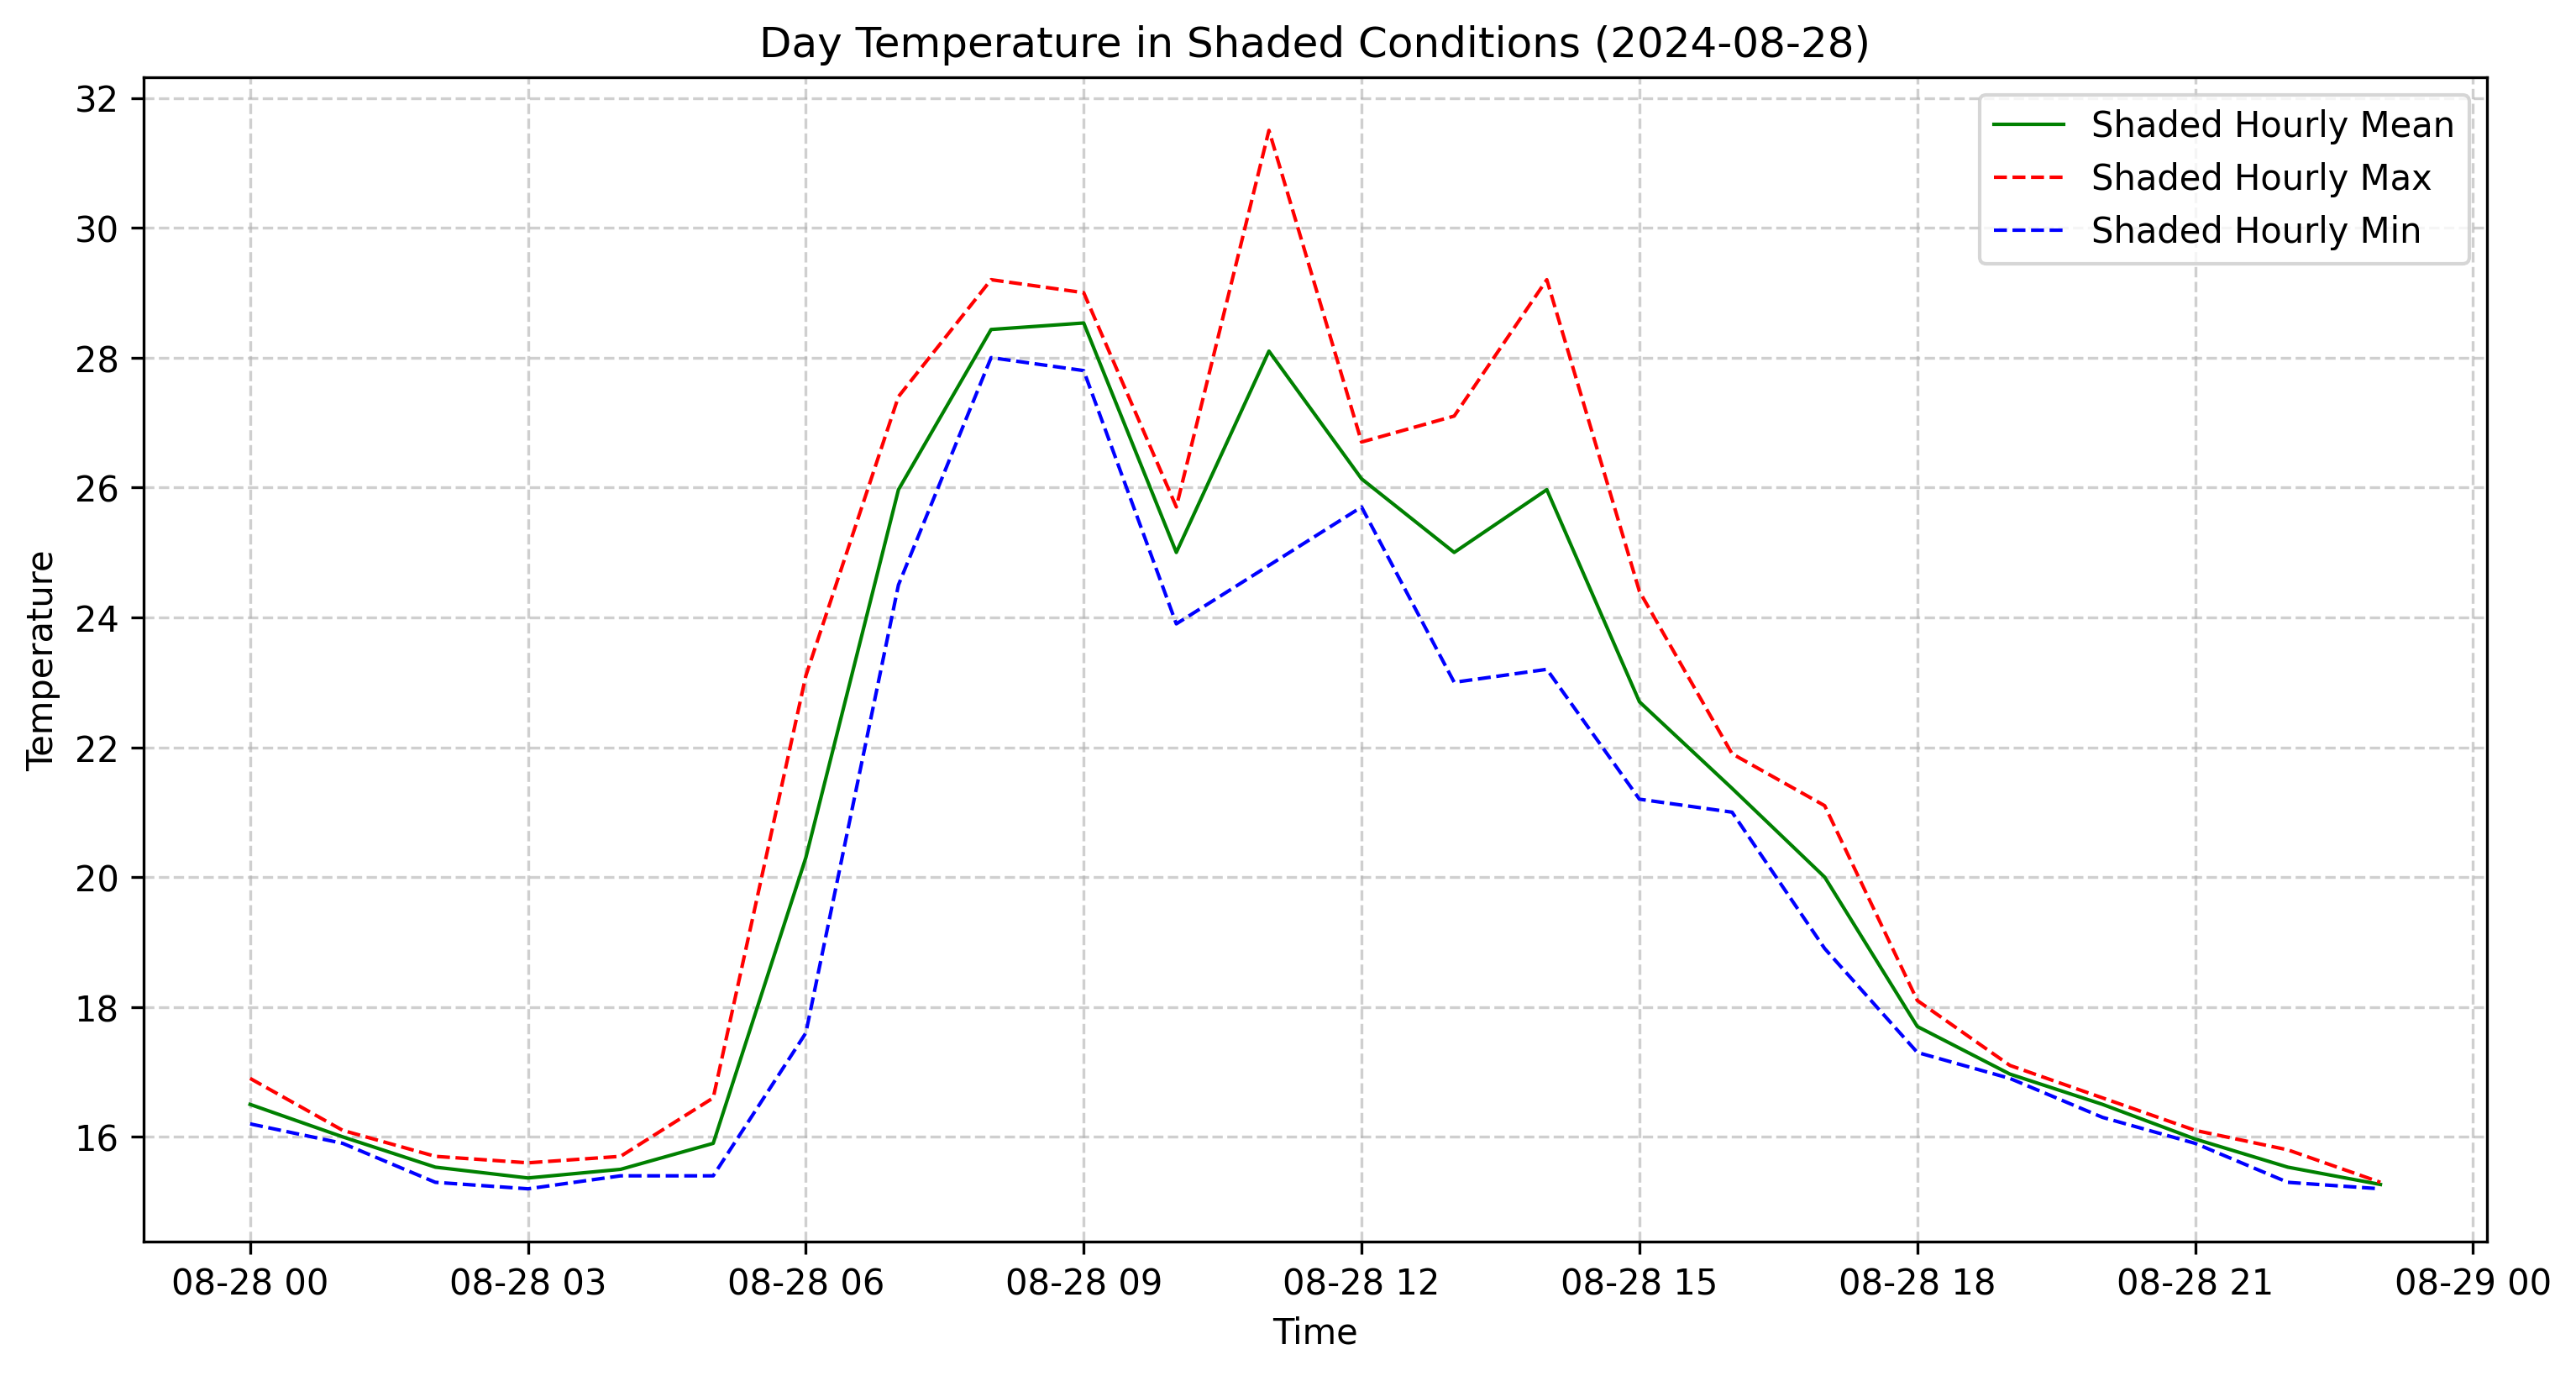 Day Temperature in Shaded Conditions (2024-08-28)
32
30
28
26
24
22
20
18
16
Temperature
Shaded Hourly Mean
Shaded Hourly Max
Shaded Hourly Min
08-28 00 08-28 03 08-28 06 08-28 09 08-28 12 08-28 15 08-28 18 08-28 21 08-29 00
Time